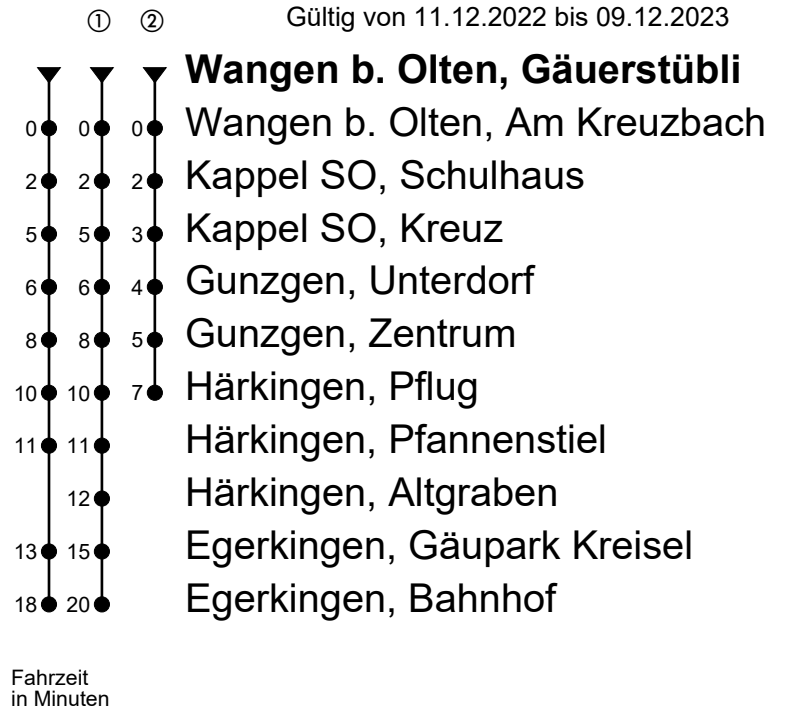 ① ② Gültig von 11.12.2022 bis 09.12.2023
Wangen b. Olten, Gäuerstübli
0 0 0 Wangen b. Olten, Am Kreuzbach
2 2 2 Kappel SO, Schulhaus
5 5 3 Kappel SO, Kreuz
6 6 4 Gunzgen, Unterdorf
8 8 5 Gunzgen, Zentrum
10 10 7 Härkingen, Pflug
11 11 Härkingen, Pfannenstiel
12 Härkingen, Altgraben
13 15 Egerkingen, Gäupark Kreisel
18 20 Egerkingen, Bahnhof
Fahrzeit
in Minuten